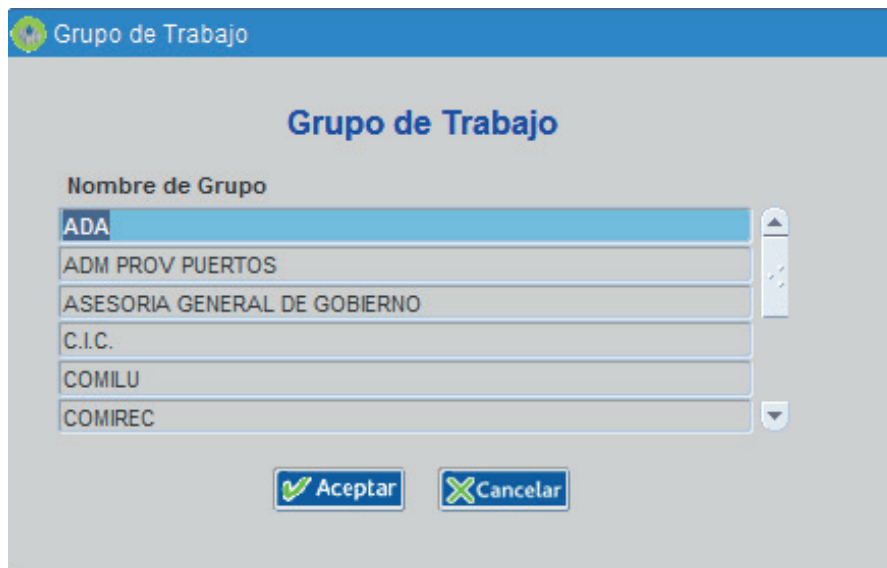 Grupo de Trabajo
Grupo de Trabajo
Nombre de Grupo
ADA
ADM PROV PUERTOS
ASESORIA GENERAL DE GOBIERNO
C.I.C.
COMILU
COMIREC
Aceptar Cancelar